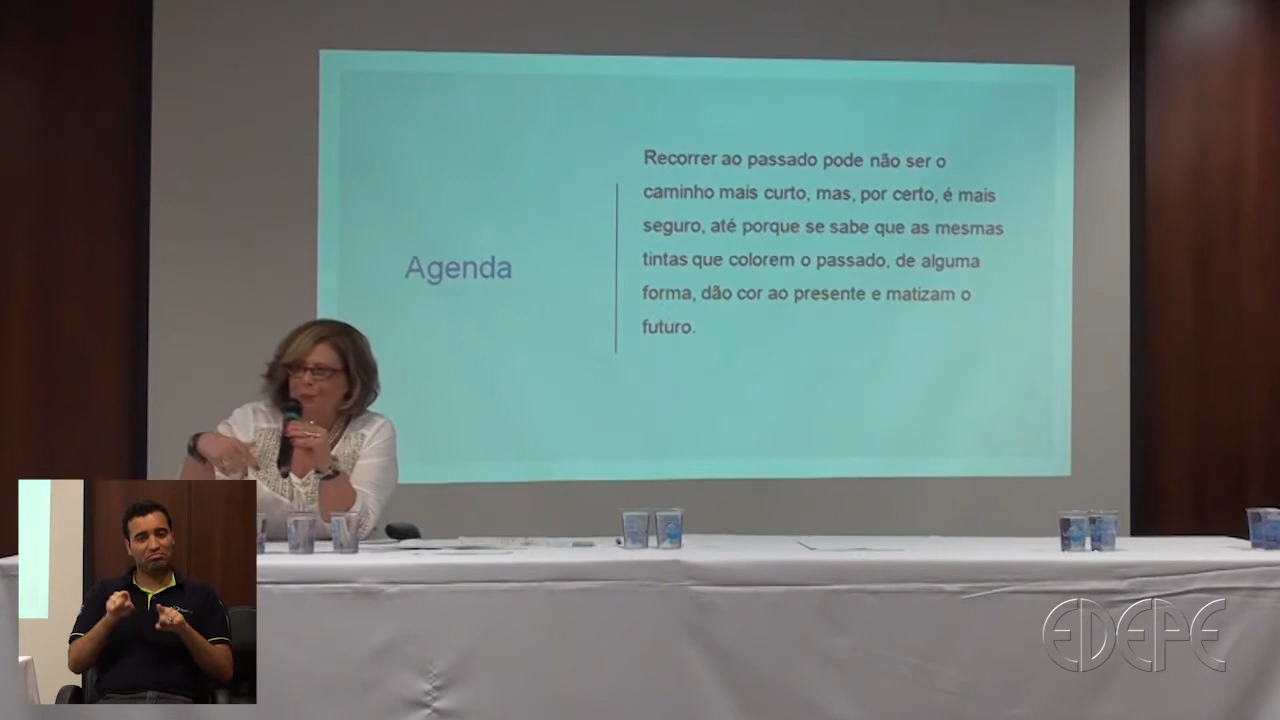 Agenda
Recorrer ao passado pode não ser o
caminho mais curto, mas, por certo, é mais
seguro, até porque se sabe que as mesmas
tintas que colorem o passado, de alguma
forma, dão cor ao presente e matizam o
futuro.
EDEPE